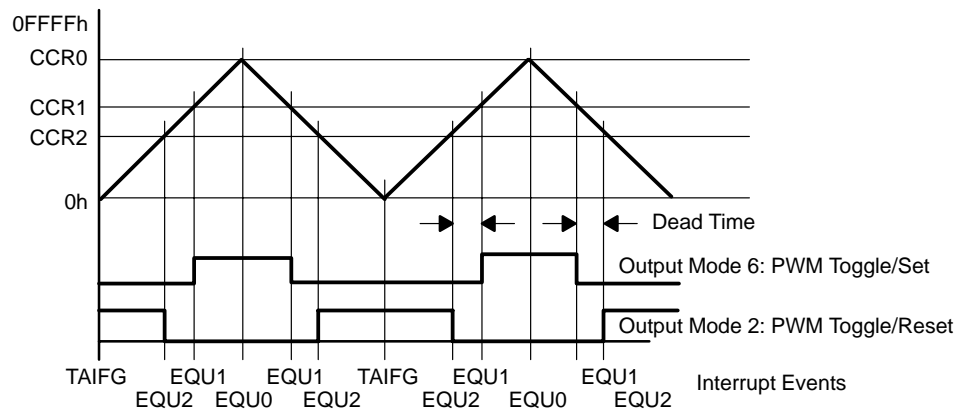 0FFFFh
CCR0
CCR1
CCR2
0h
Dead Time
Output Mode 6: PWM Toggle/Set
Output Mode 2: PWM Toggle/Reset
TAIFG EQU1 EQU1 TAIFG EQU1 EQU1
Interrupt Events
EQU2 EQU0 EQU2 EQU2 EQU0 EQU2